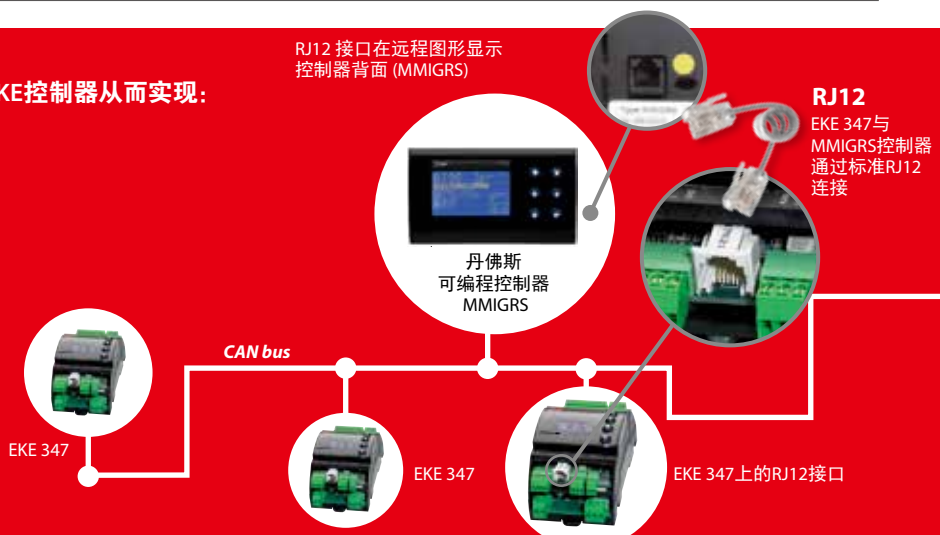 RJ12 接口在远程图形显示
控制器背面 (MMIGRS)
KE控制器从而实现：
RJ12
EKE 347与
MMIGRS控制器
通过标准RJ12
连接
丹佛斯
可编程控制器
MMIGRS
CAN bus
EKE 347
EKE 347
EKE 347上的RJ12接口